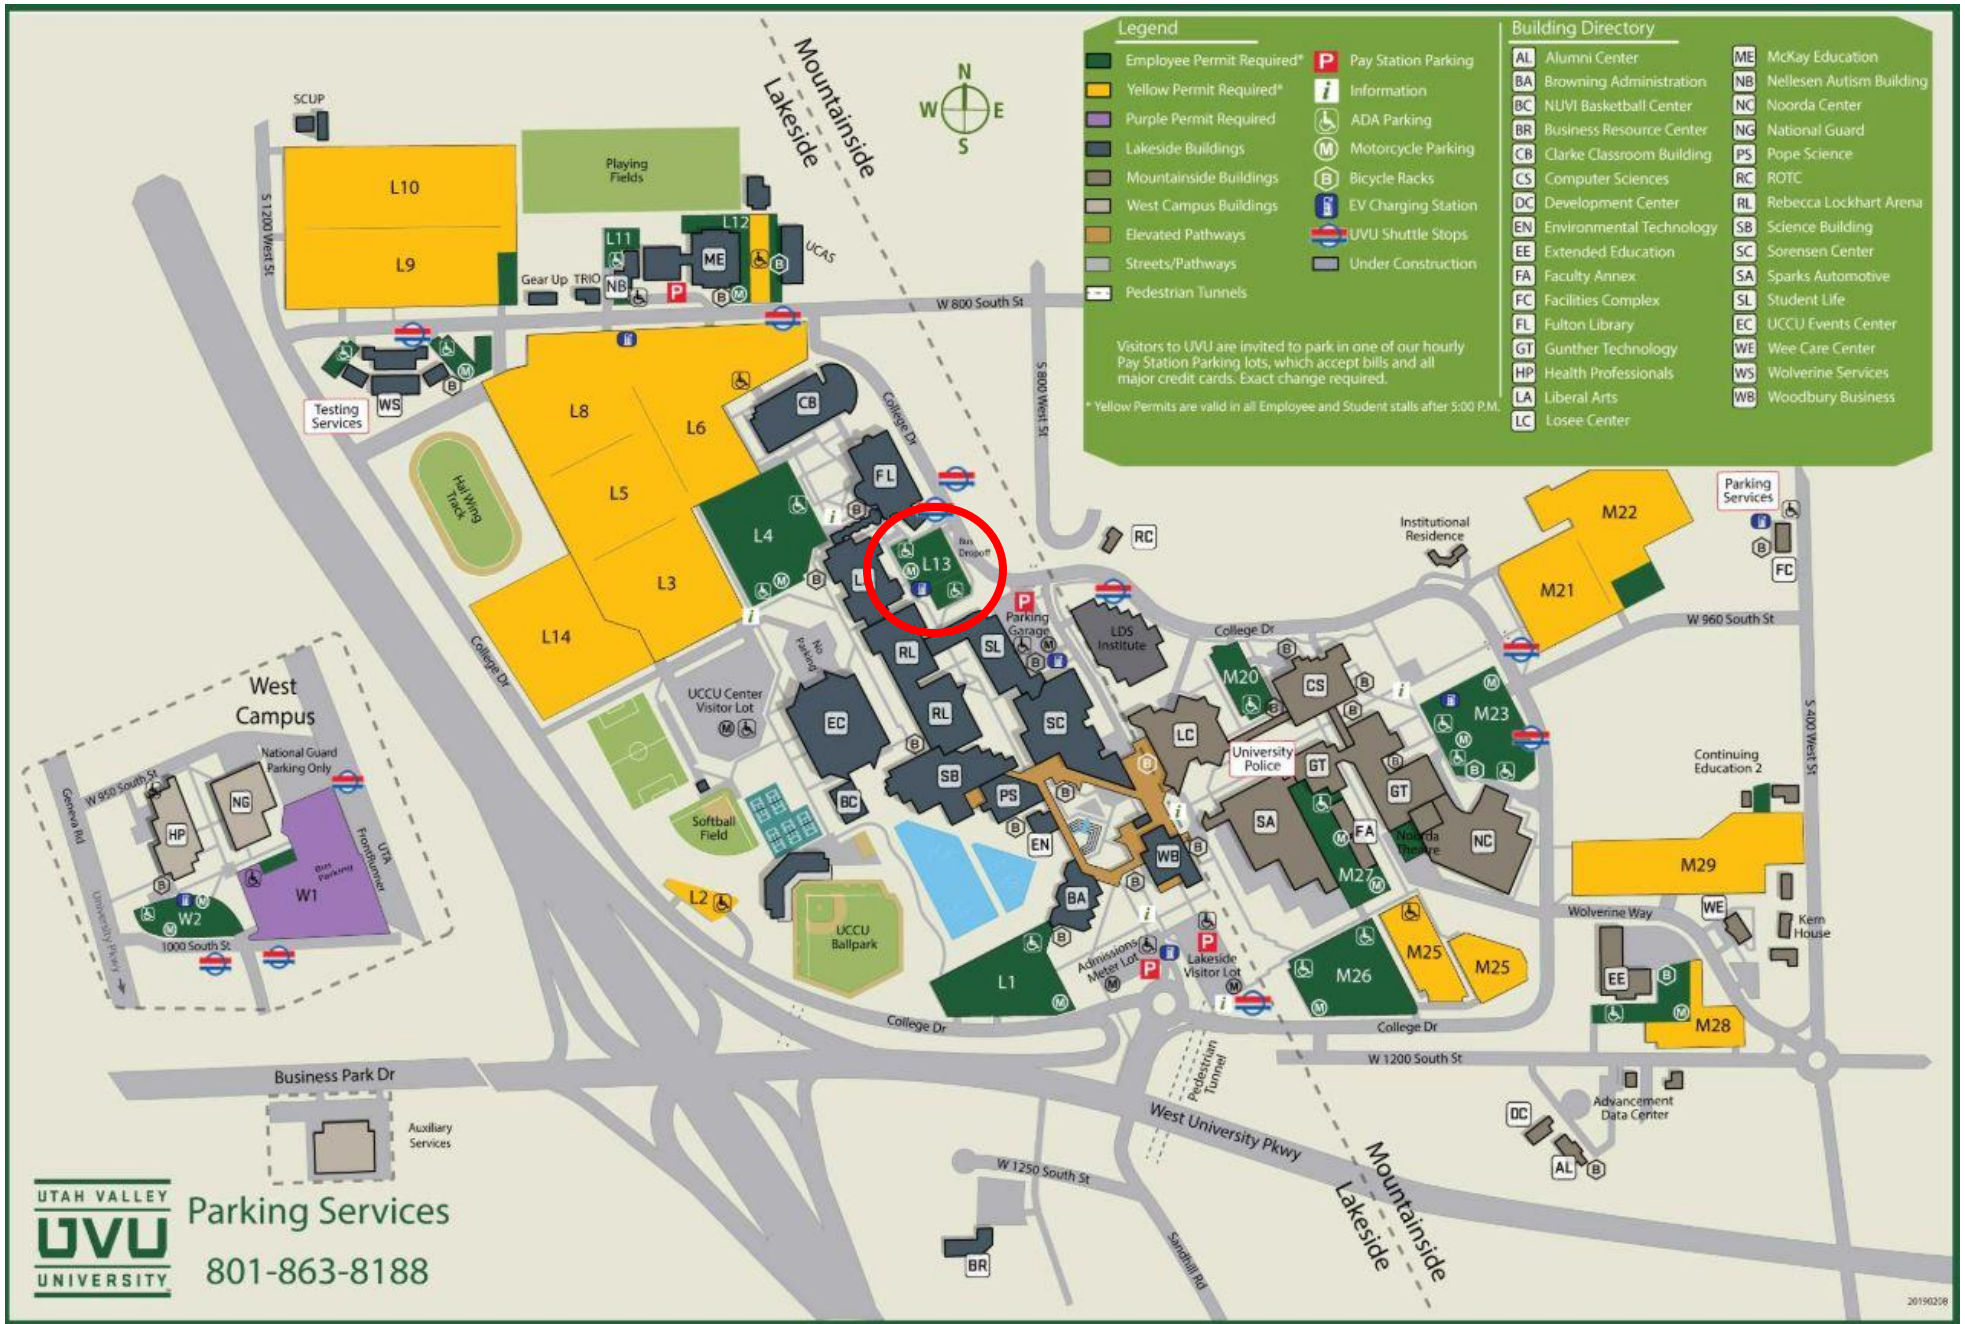 Legend
Employee Permit Required*
Yellow Permit Required*
Purple Permit Required
Lakeside Buildings
Mountainside Buildings
West Campus Buildings
Elevated Pathways
Streets/Pathways
Pedestrian Tunnels
P Pay Station Parking
i Information
ADA Parking
M Motorcycle Parking
B Bicycle Racks
EV Charging Station
UVU Shuttle Stops
Under Construction
Visitors to UVU are invited to park in one of our hourly
Pay Station Parking lots, which accept bills and all
major credit cards. Exact change required.
* Yellow Permits are valid in all Employee and Student stalls after 5:00 P.M.
Building Directory
AL Alumni Center
BA Browning Administration
BC NUVI Basketball Center
BR Business Resource Center
CB Clarke Classroom Building
CS Computer Sciences
DC Development Center
EN Environmental Technology
EE Extended Education
FA Faculty Annex
FC Facilities Complex
FL Fulton Library
GT Gunther Technology
HP Health Professionals
LA Liberal Arts
LC Losee Center
ME McKay Education
NB Nellesen Autism Building
NC Noorda Center
NG National Guard
PS Pope Science
RC ROTC
RL Rebecca Lockhart Arena
SB Science Building
SC Sorensen Center
SA Sparks Automotive
SL Student Life
EC UCCU Events Center
WE Wee Care Center
WS Wolverine Services
WB Woodbury Business
Mountainside
Lakeside
N
W E
S
SCUP
L10
L9
S 1200 West St
Playing
Fields
L11
L12
ME
UCAS
Gear Up
TRIO
NB
P
B
M
B
W 800 South St
S 800 West St
Testing
Services
WS
M
B
L8
L6
L5
L3
L14
L4
M
B
Hal Wing
Track
College Dr
CB
College Dr
FL
B
i
i
L13
M
Bus
Dropoff
RC
P
Parking
Garage
M
B
LDS
Institute
College Dr
Institutional
Residence
M22
M21
Parking
Services
B
FC
W 960 South St
S 400 West St
No
Parking
UCCU Center
Visitor Lot
M
RL
SL
RL
EC
SC
B
SB
PS
BC
EN
B
B
LC
B
i
M20
B
B
CS
B
B
i
M23
M
M
B
University
Police
GT
GT
B
SA
M
FA
M27
M
Noorda
Theatre
NC
Continuing
Education 2
M29
Wolverine Way
WE
Kem
House
EE
B
M
M28
West
Campus
National Guard
Parking Only
W 950 South St
Geneva Rd
NG
HP
B
M
W2
M
W1
Bus
Parking
UTA
FrontRunner
University Pkwy
1000 South St
Softball
Field
L2
UCCU
Ballpark
BA
B
WB
B
B
i
L1
M
Admissions
Meter Lot
M
P
P
Lakeside
Visitor Lot
M
i
M26
M
M25
M25
College Dr
College Dr
W 1200 South St
Pedestrian
Tunnel
Advancement
Data Center
DC
AL
B
West University Pkwy
Business Park Dr
Auxiliary
Services
W 1250 South St
BR
Sandhill Rd
Mountainside
Lakeside
UTAH VALLEY
UVU
UNIVERSITY
Parking Services
801-863-8188
20190208